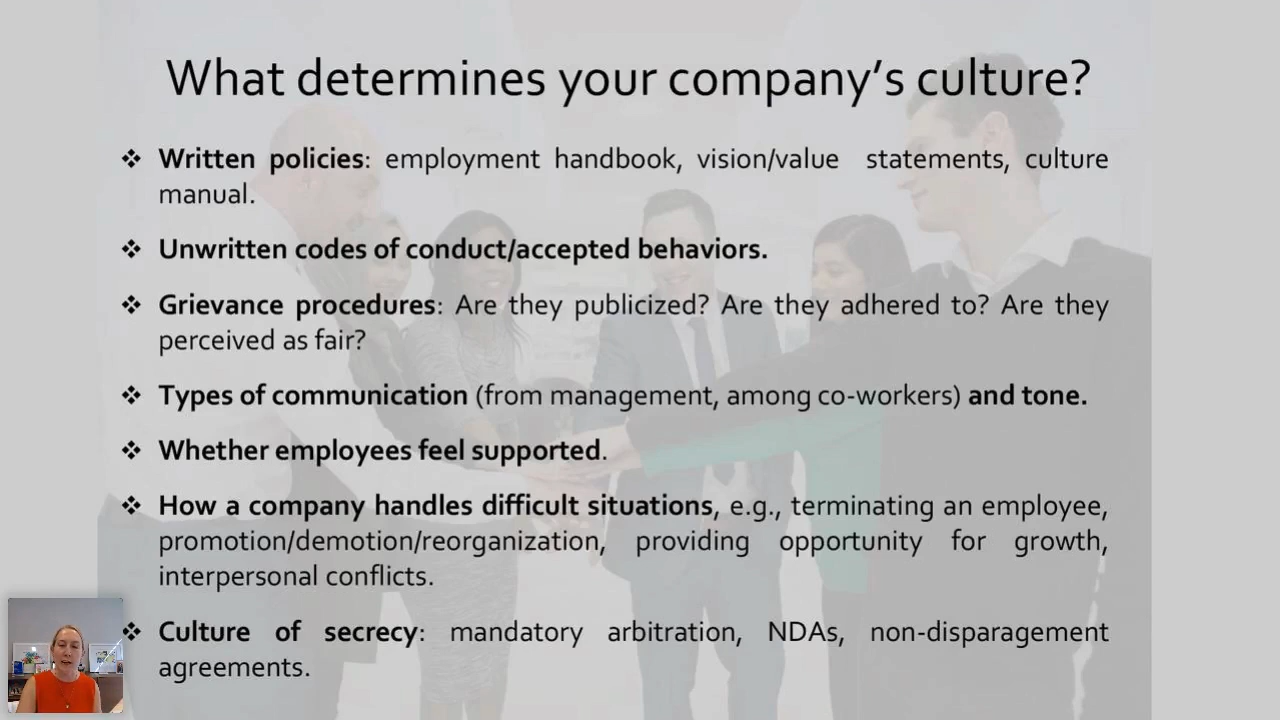 What determines your company's culture?
❖ Written policies: employment handbook, vision/value statements, culture
manual.
❖ Unwritten codes of conduct/accepted behaviors.
❖ Grievance procedures: Are they publicized? Are they adhered to? Are they
perceived as fair?
❖ Types of communication (from management, among co-workers) and tone.
❖ Whether employees feel supported.
❖ How a company handles difficult situations, e.g., terminating an employee,
promotion/demotion/reorganization, providing opportunity for growth,
interpersonal conflicts.
❖ Culture of secrecy: mandatory arbitration, NDAs, non-disparagement
agreements.